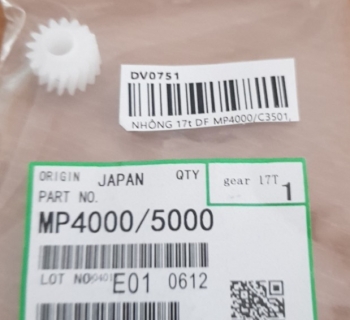 DV0751
NHÔNG 17t DF MP4000/C3501,
ORIGIN JAPAN QTY
PART NO. gear 17T 1
MP4000/5000
LOT NO E01 0612